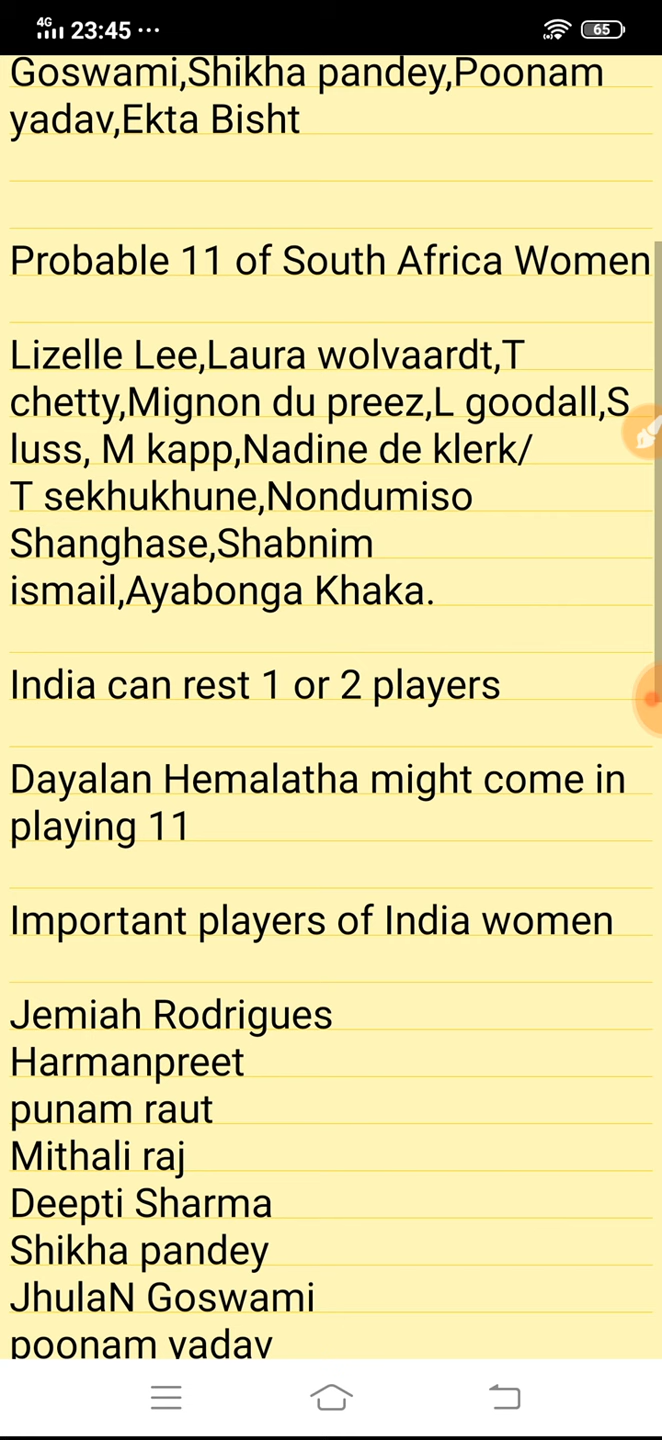 4G 23:45 ... 65
Goswami,Shikha pandey,Poonam
yadav,Ekta Bisht
Probable 11 of South Africa Women
Lizelle Lee,Laura wolvaardt,T
chetty,Mignon du preez,L goodall,S
luss, M kapp,Nadine de klerk/
T sekhukhune,Nondumiso
Shanghase,Shabnim
ismail,Ayabonga Khaka.
India can rest 1 or 2 players
Dayalan Hemalatha might come in
playing 11
Important players of India women
Jemiah Rodrigues
Harmanpreet
punam raut
Mithali raj
Deepti Sharma
Shikha pandey
JhulaN Goswami
poonam yadav